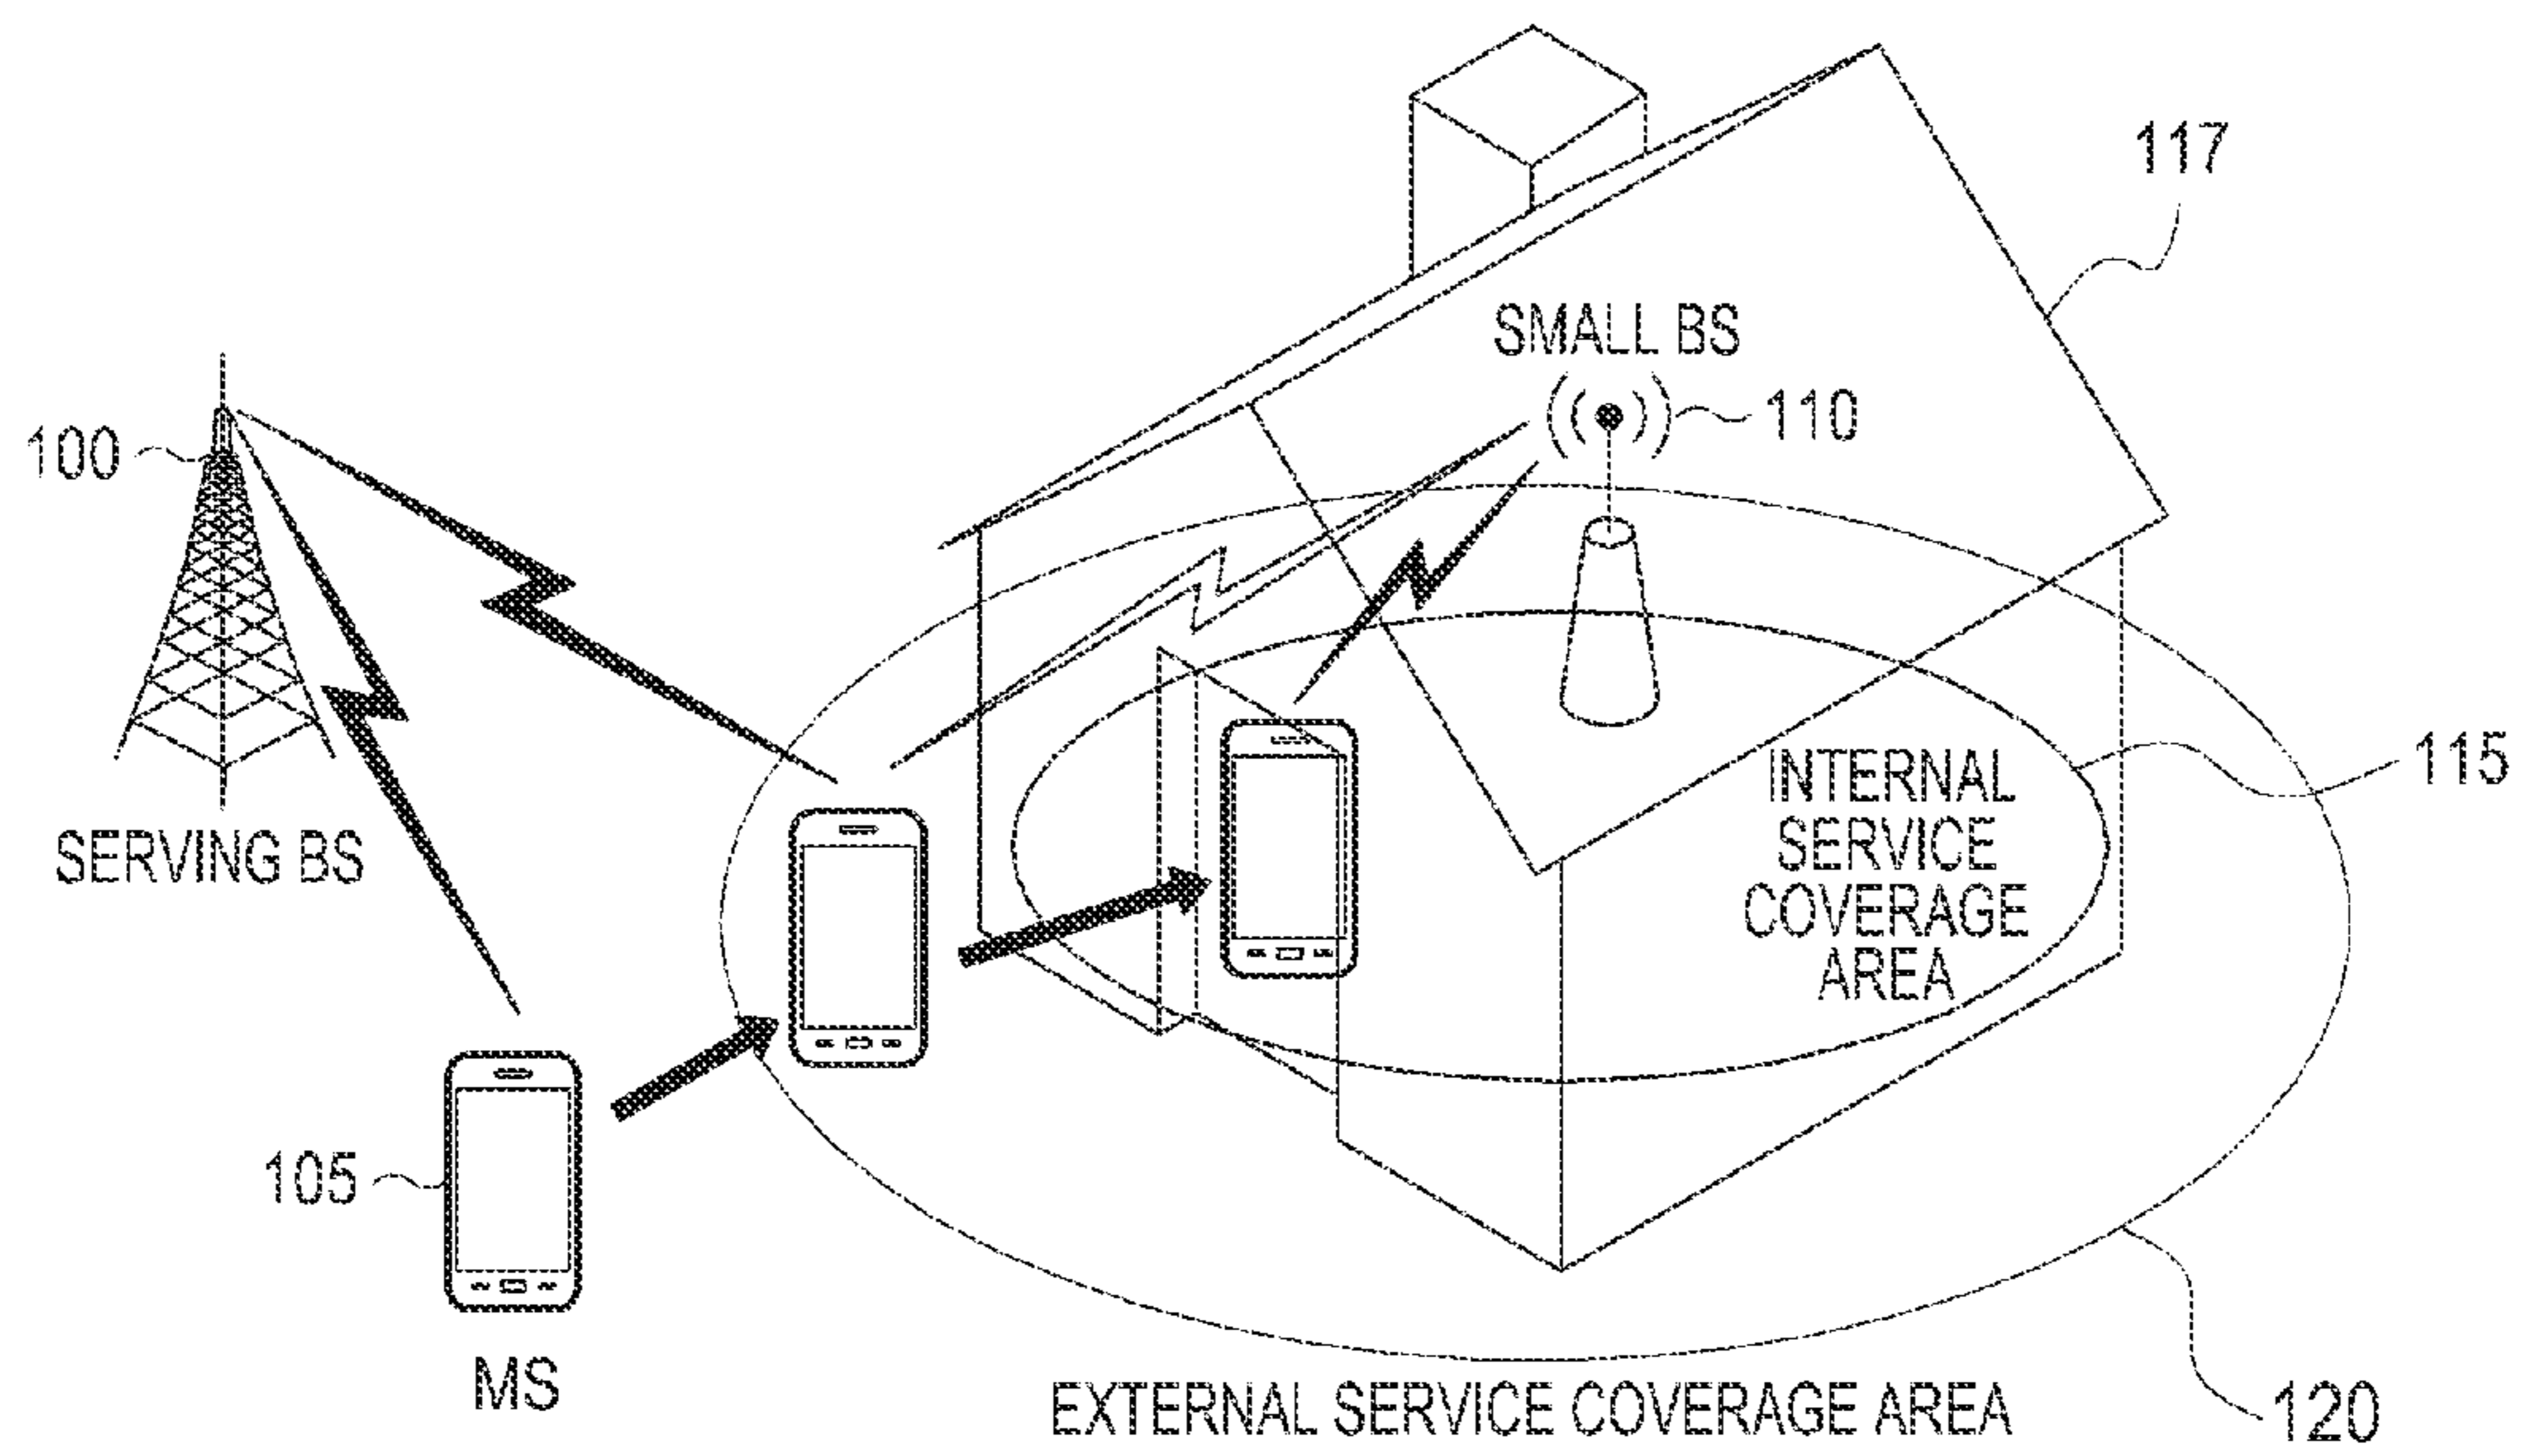 117
SMALL BS
110
100
115
INTERNAL
SERVICE
COVERAGE
AREA
SERVING BS
105
MS
EXTERNAL SERVICE COVERAGE AREA
120